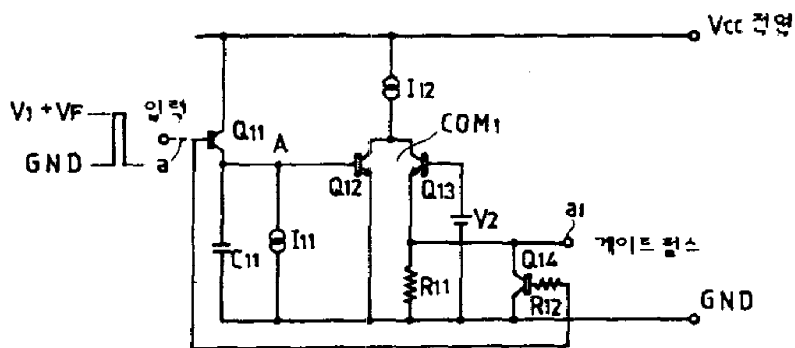 Vcc 전원
I12
V1 + VF
입력
Q11
A
COM1
GND
a
Q12
Q13
V2
a1
게이트 펄스
C11
I11
R11
Q14
R12
GND